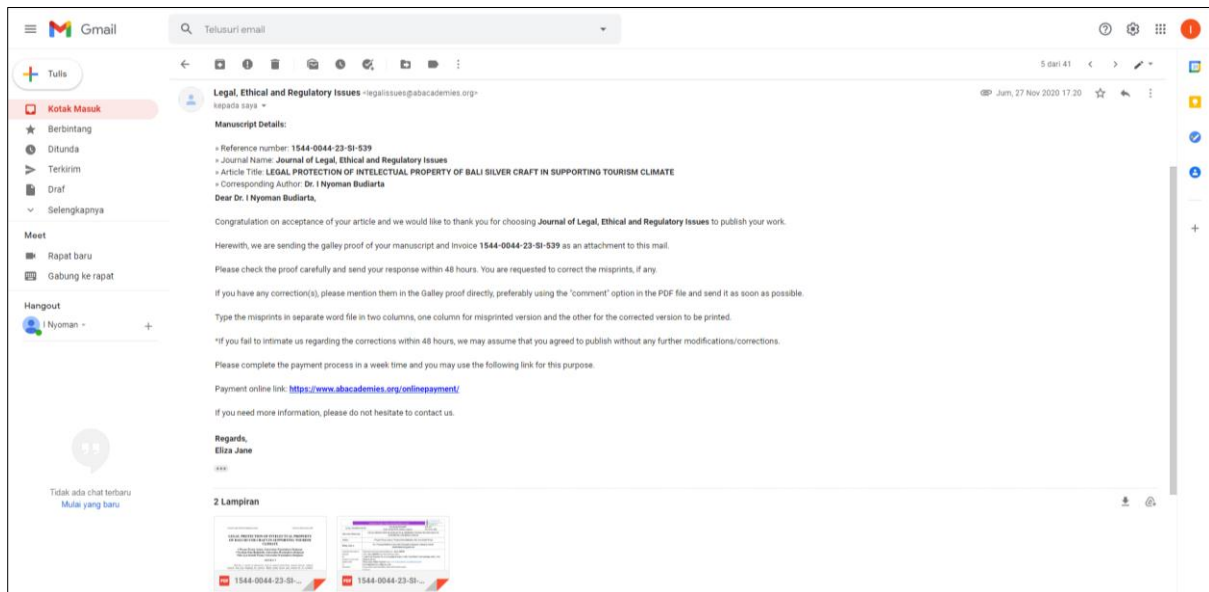 Gmail
Telusuri email
Tulis
5 dari 41
Kotak Masuk
Berbintang
Ditunda
Terkirim
Draf
Selengkapnya
Meet
Rapat baru
Gabung ke rapat
Hangout
I Nyoman
Tidak ada chat terbaru
Mulai yang baru
Legal, Ethical and Regulatory Issues <legalissues@abacademies.org>
Jum, 27 Nov 2020 17.20
kepada saya
Manuscript Details:
» Reference number: 1544-0044-23-SI-539
» Journal Name: Journal of Legal, Ethical and Regulatory Issues
» Article Title: LEGAL PROTECTION OF INTELECTUAL PROPERTY OF BALI SILVER CRAFT IN SUPPORTING TOURISM CLIMATE
» Corresponding Author: Dr. I Nyoman Budiarta
Dear Dr. I Nyoman Budiarta,
Congratulation on acceptance of your article and we would like to thank you for choosing Journal of Legal, Ethical and Regulatory Issues to publish your work.
Herewith, we are sending the galley proof of your manuscript and Invoice 1544-0044-23-SI-539 as an attachment to this mail.
Please check the proof carefully and send your response within 48 hours. You are requested to correct the misprints, if any.
If you have any correction(s), please mention them in the Galley proof directly, preferably using the "comment" option in the PDF file and send it as soon as possible.
Type the misprints in separate word file in two columns, one column for misprinted version and the other for the corrected version to be printed.
*If you fail to intimate us regarding the corrections within 48 hours, we may assume that you agreed to publish without any further modifications/corrections.
Please complete the payment process in a week time and you may use the following link for this purpose.
Payment online link: https://www.abacademies.org/onlinepayment/
If you need more information, please do not hesitate to contact us.
Regards,
Eliza Jane
2 Lampiran
LEGAL PROTECTION OF INTELECTUAL PROPERTY
OF BALI SILVER CRAFT IN SUPPORTING TOURISM
CLIMATE
PDF 1544-0044-23-SI-...
PDF 1544-0044-23-SI-...